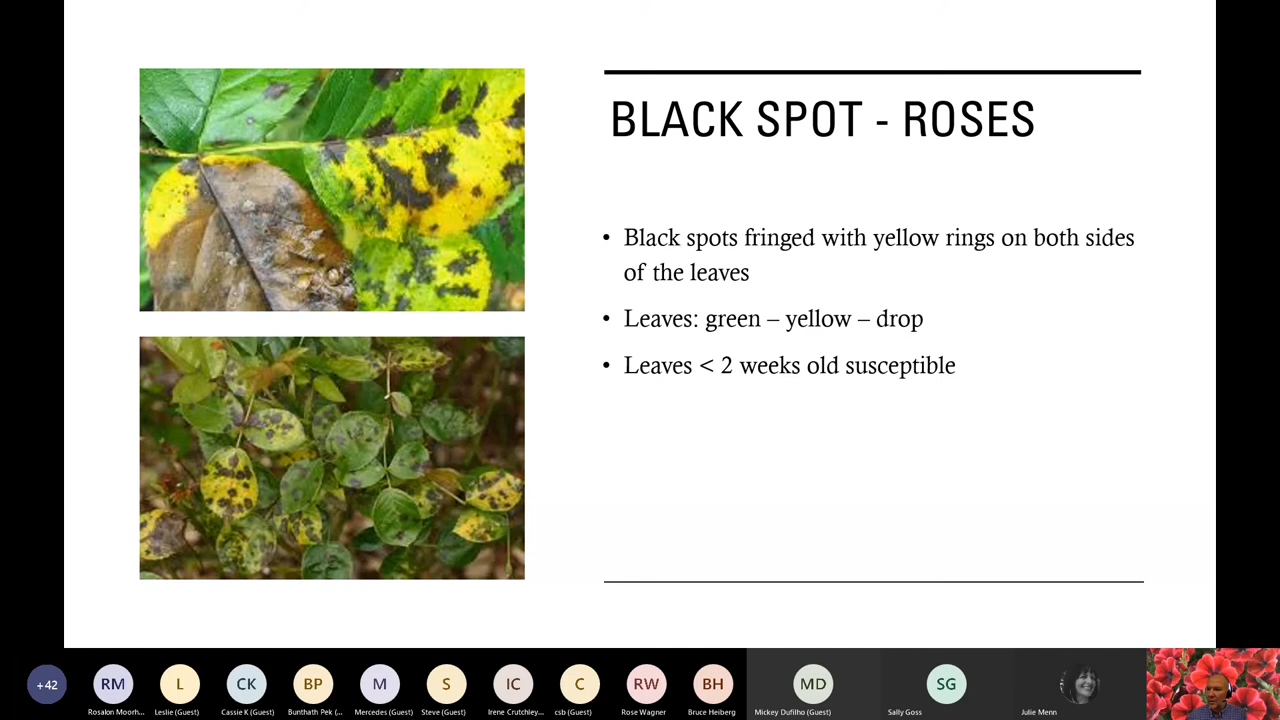 BLACK SPOT - ROSES
• Black spots fringed with yellow rings on both sides
of the leaves
• Leaves: green – yellow – drop
• Leaves < 2 weeks old susceptible
+42
RM
L
CK
BP
M
S
IC
C
RW
BH
MD
SG
Rosalon Moorh...
Leslie (Guest)
Cassie K (Guest)
Bunthath Pek (...
Mercedes (Guest)
Steve (Guest)
Irene Crutchley...
csb (Guest)
Rose Wagner
Bruce Heiberg
Mickey Dufilho (Guest)
Sally Goss
Julie Menn